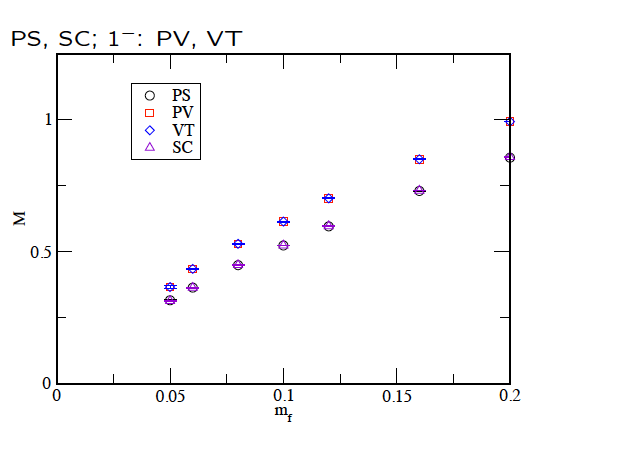 PS, SC; 1⁻: PV, VT
PS
PV
VT
SC
1
0.5
0
M
0
0.05
0.1
0.15
0.2
m_f